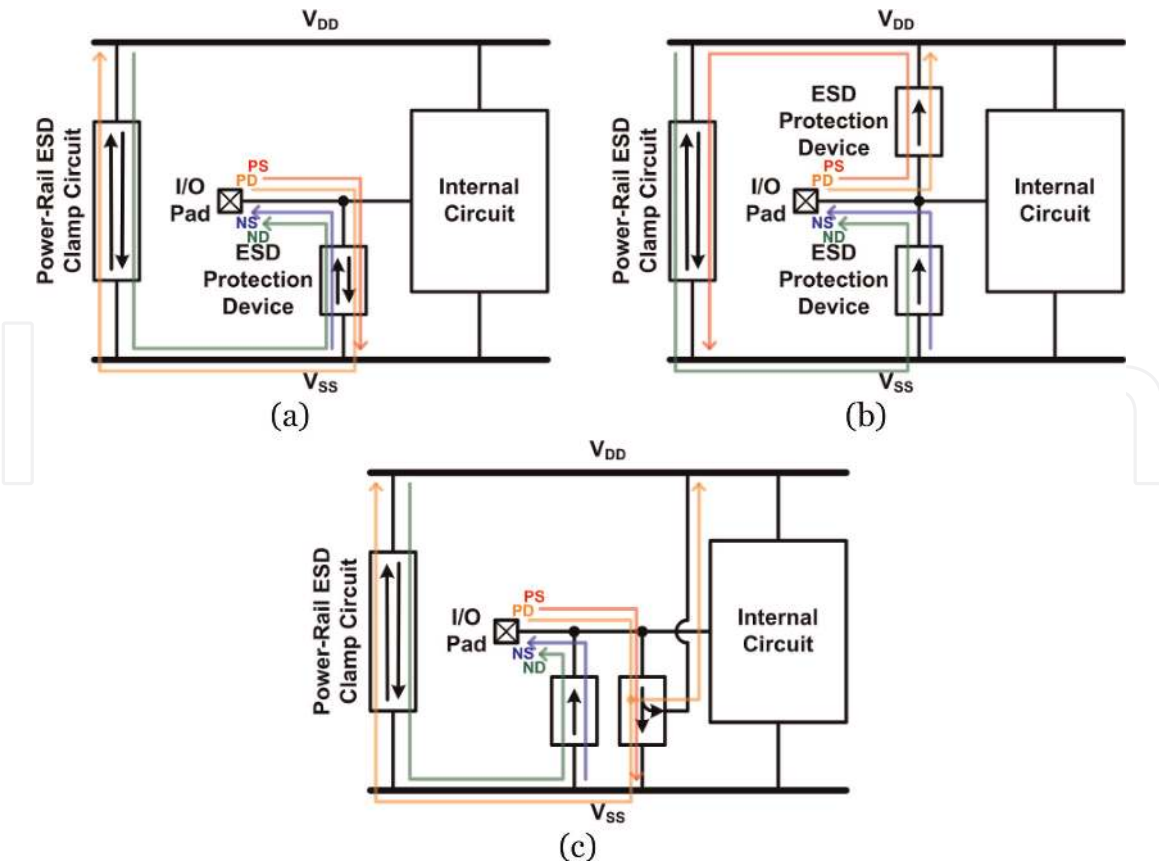 V_DD
Power-Rail ESD
Clamp Circuit
I/O
Pad
PS
PD
NS
ND
ESD
Protection
Device
Internal
Circuit
V_SS
(a)
V_DD
Power-Rail ESD
Clamp Circuit
ESD
Protection
Device
I/O
Pad
PS
PD
NS
ND
ESD
Protection
Device
Internal
Circuit
V_SS
(b)
V_DD
Power-Rail ESD
Clamp Circuit
I/O
Pad
PS
PD
NS
ND
Internal
Circuit
V_SS
(c)